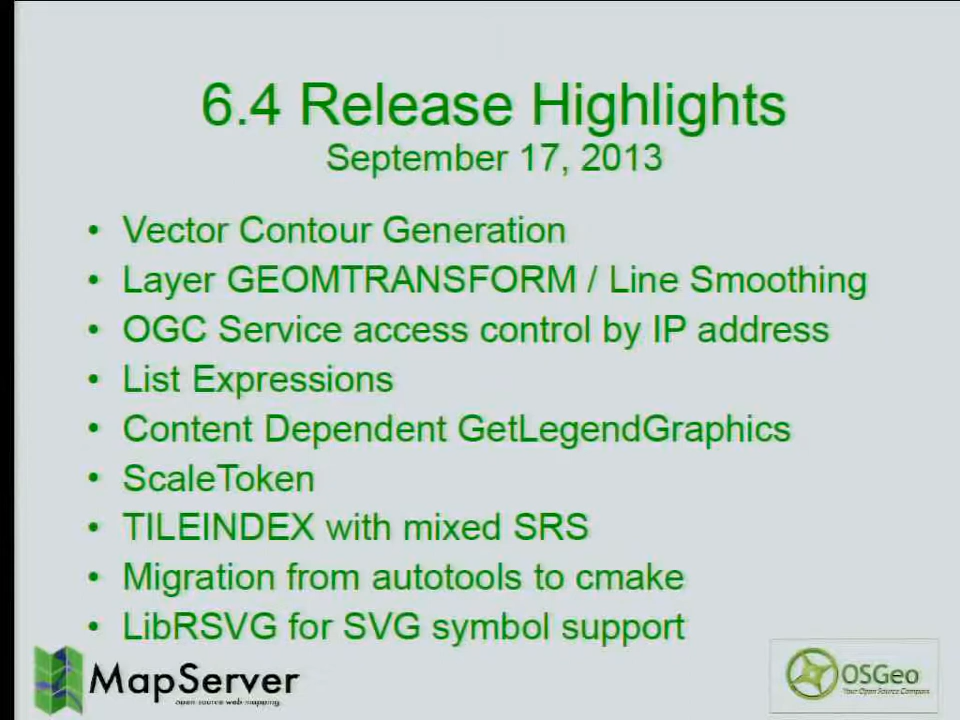 6.4 Release Highlights
September 17, 2013
• Vector Contour Generation
• Layer GEOMTRANSFORM / Line Smoothing
• OGC Service access control by IP address
• List Expressions
• Content Dependent GetLegendGraphics
• ScaleToken
• TILEINDEX with mixed SRS
• Migration from autotools to cmake
• LibRSVG for SVG symbol support
MapServer
open source web mapping
OSGeo
Your Open Source Compass